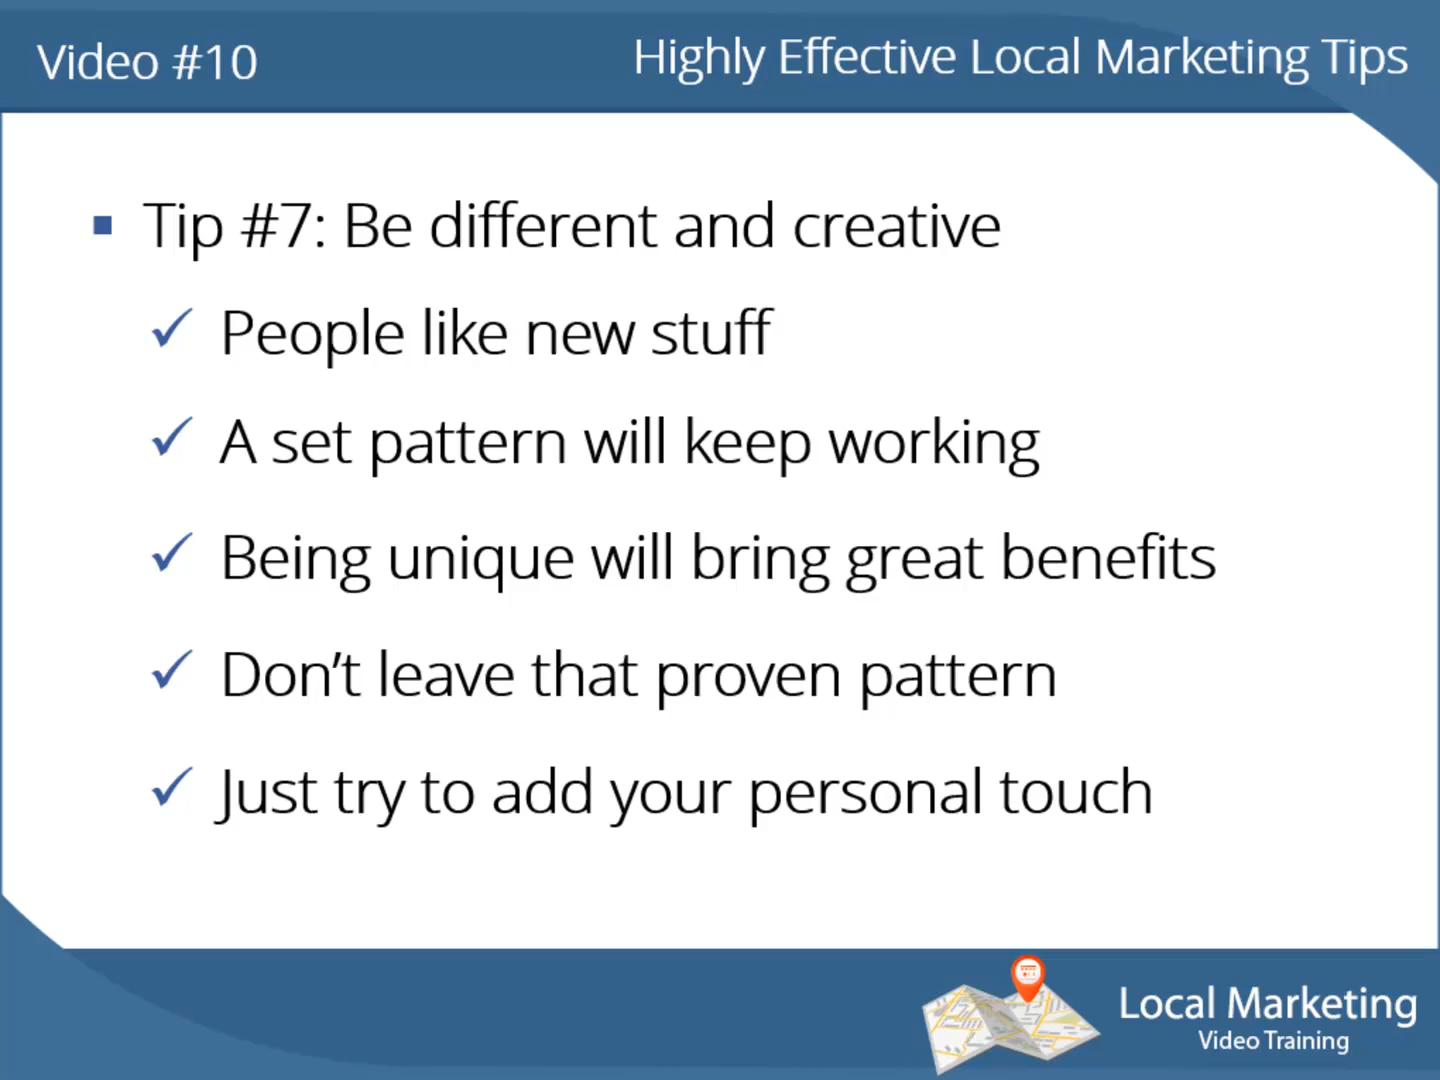 Video #10
Highly Effective Local Marketing Tips
Tip #7: Be different and creative
People like new stuff
A set pattern will keep working
Being unique will bring great benefits
Don’t leave that proven pattern
Just try to add your personal touch
Local Marketing
Video Training